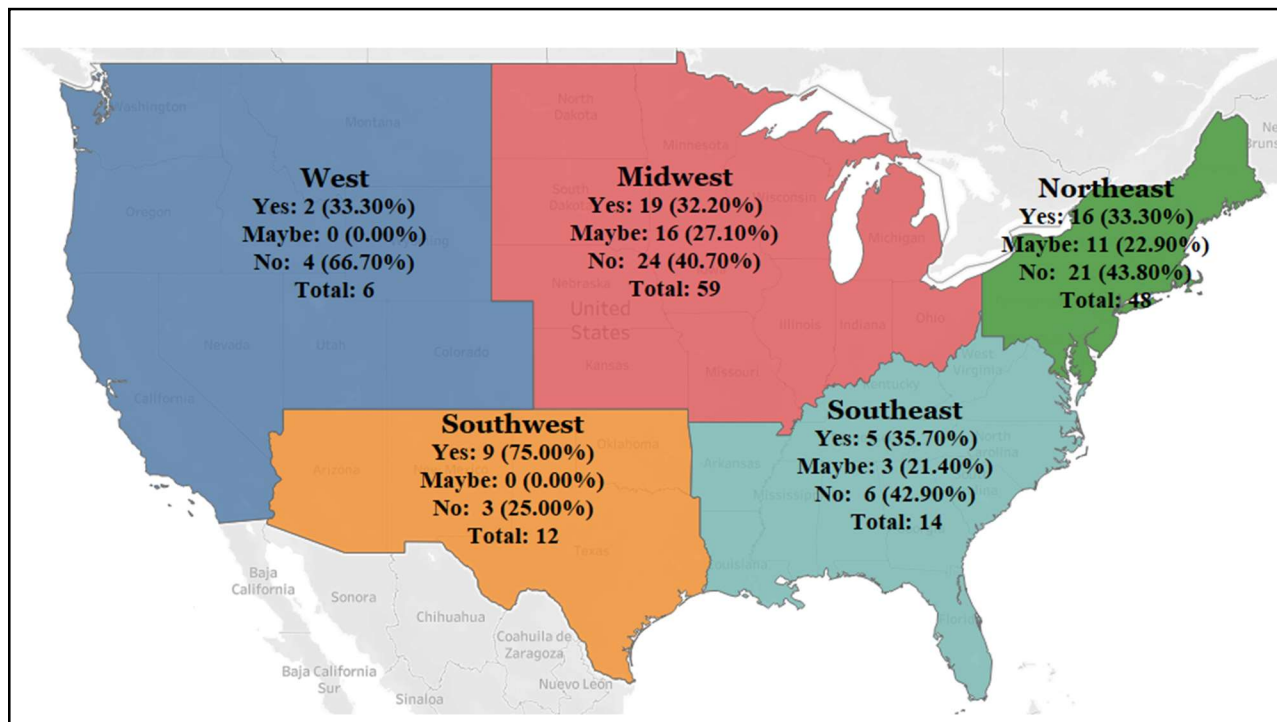 West
Yes: 2 (33.30%)
Maybe: 0 (0.00%)
No: 4 (66.70%)
Total: 6
Midwest
Yes: 19 (32.20%)
Maybe: 16 (27.10%)
No: 24 (40.70%)
Total: 59
Northeast
Yes: 16 (33.30%)
Maybe: 11 (22.90%)
No: 21 (43.80%)
Total: 48
Southwest
Yes: 9 (75.00%)
Maybe: 0 (0.00%)
No: 3 (25.00%)
Total: 12
Southeast
Yes: 5 (35.70%)
Maybe: 3 (21.40%)
No: 6 (42.90%)
Total: 14
Washington
Montana
North
Dakota
Minnesota
Oregon
South
Wisconsin
Michigan
Nebraska
United
States
Nevada
Utah
Colorado
Kansas
Missouri
Illinois
Indiana
Ohio
West
Virginia
Kentucky
California
Arizona
Oklahoma
Arkansas
Texas
Baja
California
Sonora
Chihuahua
Coahuila de
Zaragoza
Nuevo León
Baja California
Sur
Sinaloa